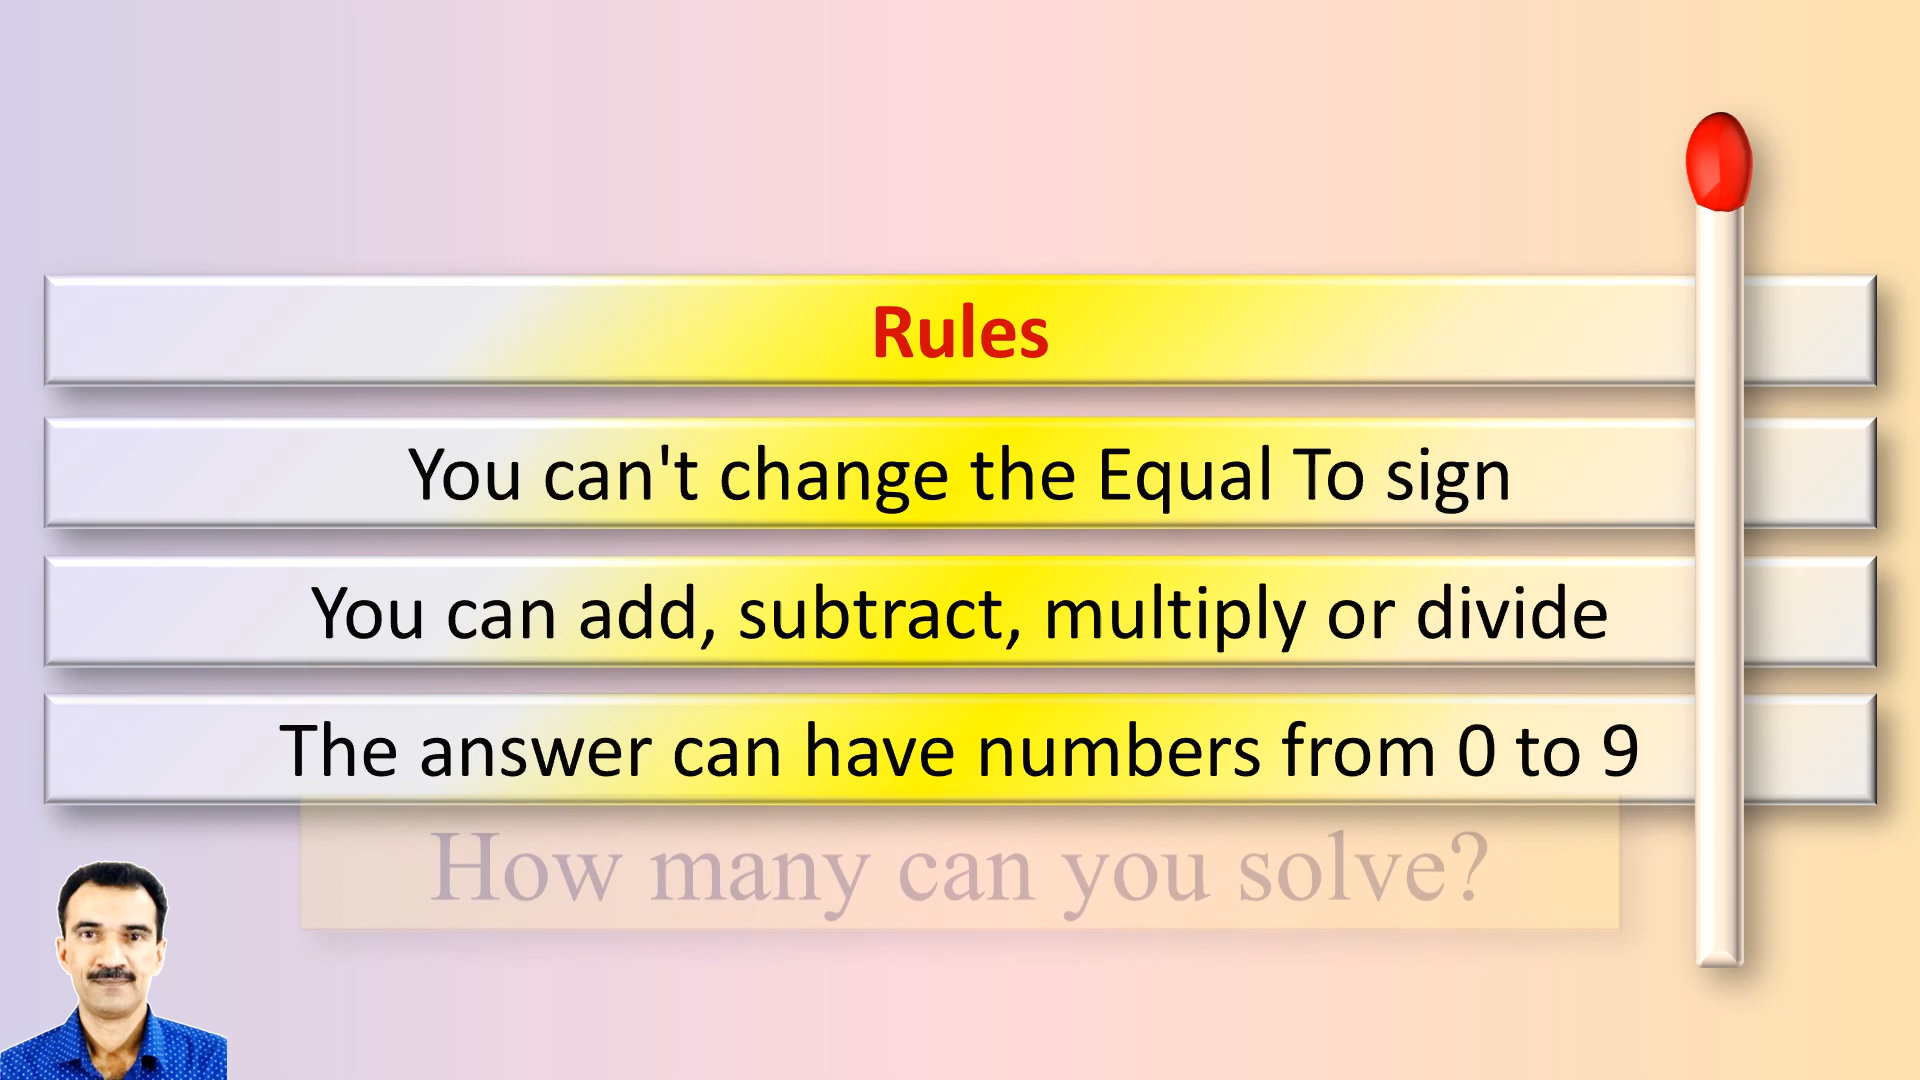 Rules
You can't change the Equal To sign
You can add, subtract, multiply or divide
The answer can have numbers from 0 to 9
How many can you solve?